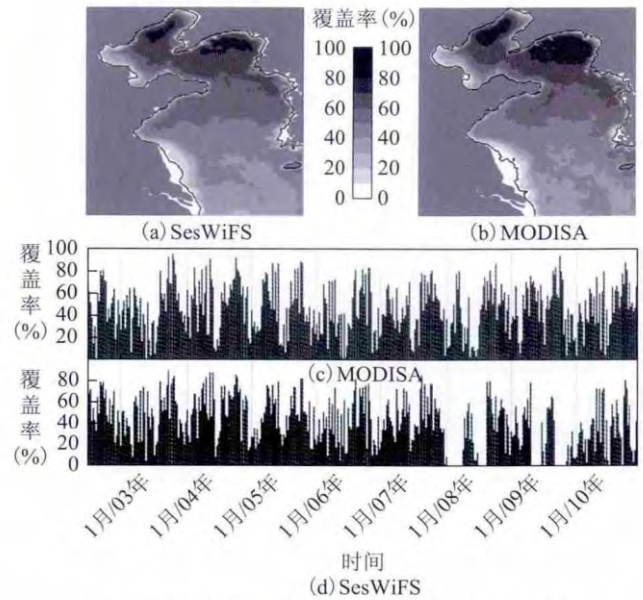 覆盖率(%)
100 100
80 80
60 60
40 40
20 20
0 0
(a) SesWiFS
(b) MODISA
覆盖率(%)
100
80
60
40
20
(c) MODISA
覆盖率(%)
80
60
40
20
0
1月/03年
1月/04年
1月/05年
1月/06年
1月/07年
1月/08年
1月/09年
1月/10年
时间
(d) SesWiFS